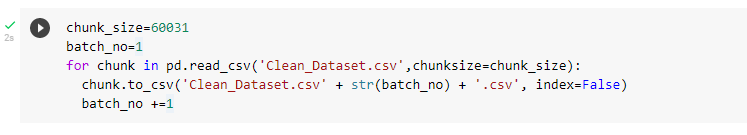 2s
chunk_size=60031
batch_no=1
for chunk in pd.read_csv('Clean_Dataset.csv',chunksize=chunk_size):
  chunk.to_csv('Clean_Dataset.csv' + str(batch_no) + '.csv', index=False)
  batch_no +=1